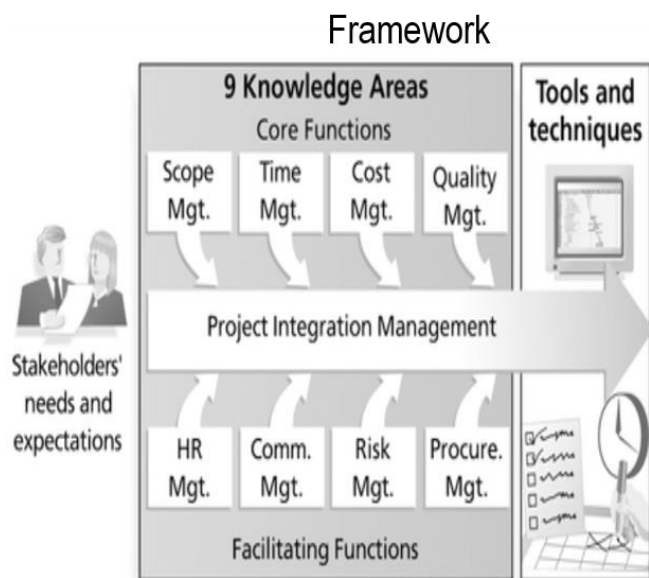 Framework
9 Knowledge Areas
Core Functions
Scope
Mgt.
Time
Mgt.
Cost
Mgt.
Quality
Mgt.
Tools and
techniques
Project Integration Management
Stakeholders'
needs and
expectations
HR
Mgt.
Comm.
Mgt.
Risk
Mgt.
Procure.
Mgt.
Facilitating Functions